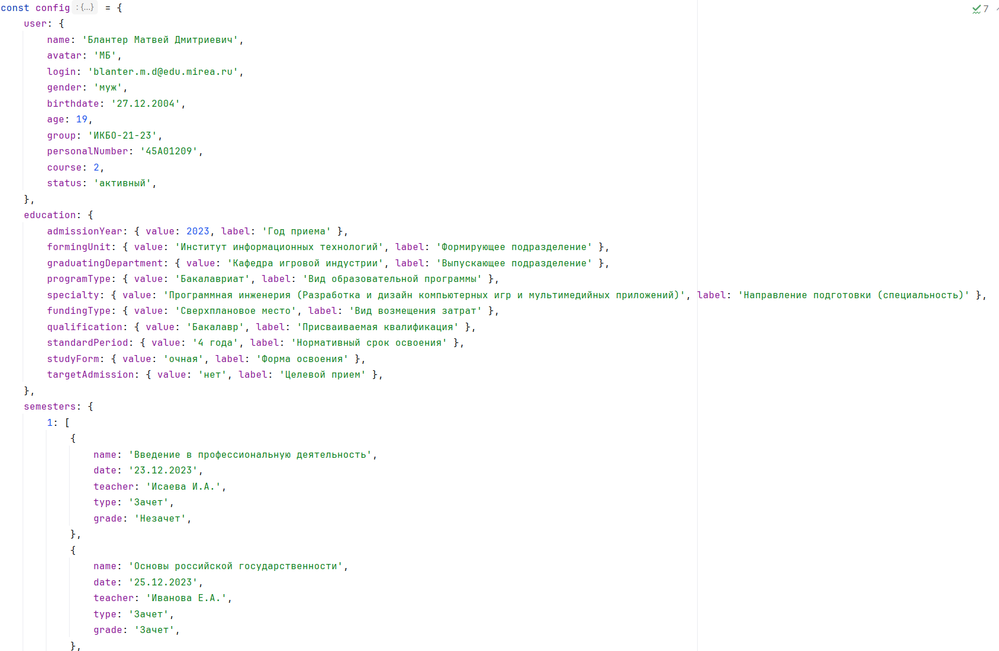 const config : {...} = {
    user: {
        name: 'Блантер Матвей Дмитриевич',
        avatar: 'МБ',
        login: 'blanter.m.d@edu.mirea.ru',
        gender: 'муж',
        birthdate: '27.12.2004',
        age: 19,
        group: 'ИКБО-21-23',
        personalNumber: '45А01209',
        course: 2,
        status: 'активный',
    },
    education: {
        admissionYear: { value: 2023, label: 'Год приема' },
        formingUnit: { value: 'Институт информационных технологий', label: 'Формирующее подразделение' },
        graduatingDepartment: { value: 'Кафедра игровой индустрии', label: 'Выпускающее подразделение' },
        programType: { value: 'Бакалавриат', label: 'Вид образовательной программы' },
        specialty: { value: 'Программная инженерия (Разработка и дизайн компьютерных игр и мультимедийных приложений)', label: 'Направление подготовки (специальность)' },
        fundingType: { value: 'Сверхплановое место', label: 'Вид возмещения затрат' },
        qualification: { value: 'Бакалавр', label: 'Присваиваемая квалификация' },
        standardPeriod: { value: '4 года', label: 'Нормативный срок освоения' },
        studyForm: { value: 'очная', label: 'Форма освоения' },
        targetAdmission: { value: 'нет', label: 'Целевой прием' },
    },
    semesters: {
        1: [
            {
                name: 'Введение в профессиональную деятельность',
                date: '23.12.2023',
                teacher: 'Исаева И.А.',
                type: 'Зачет',
                grade: 'Незачет',
            },
            {
                name: 'Основы российской государственности',
                date: '25.12.2023',
                teacher: 'Иванова Е.А.',
                type: 'Зачет',
                grade: 'Зачет',
            },
7